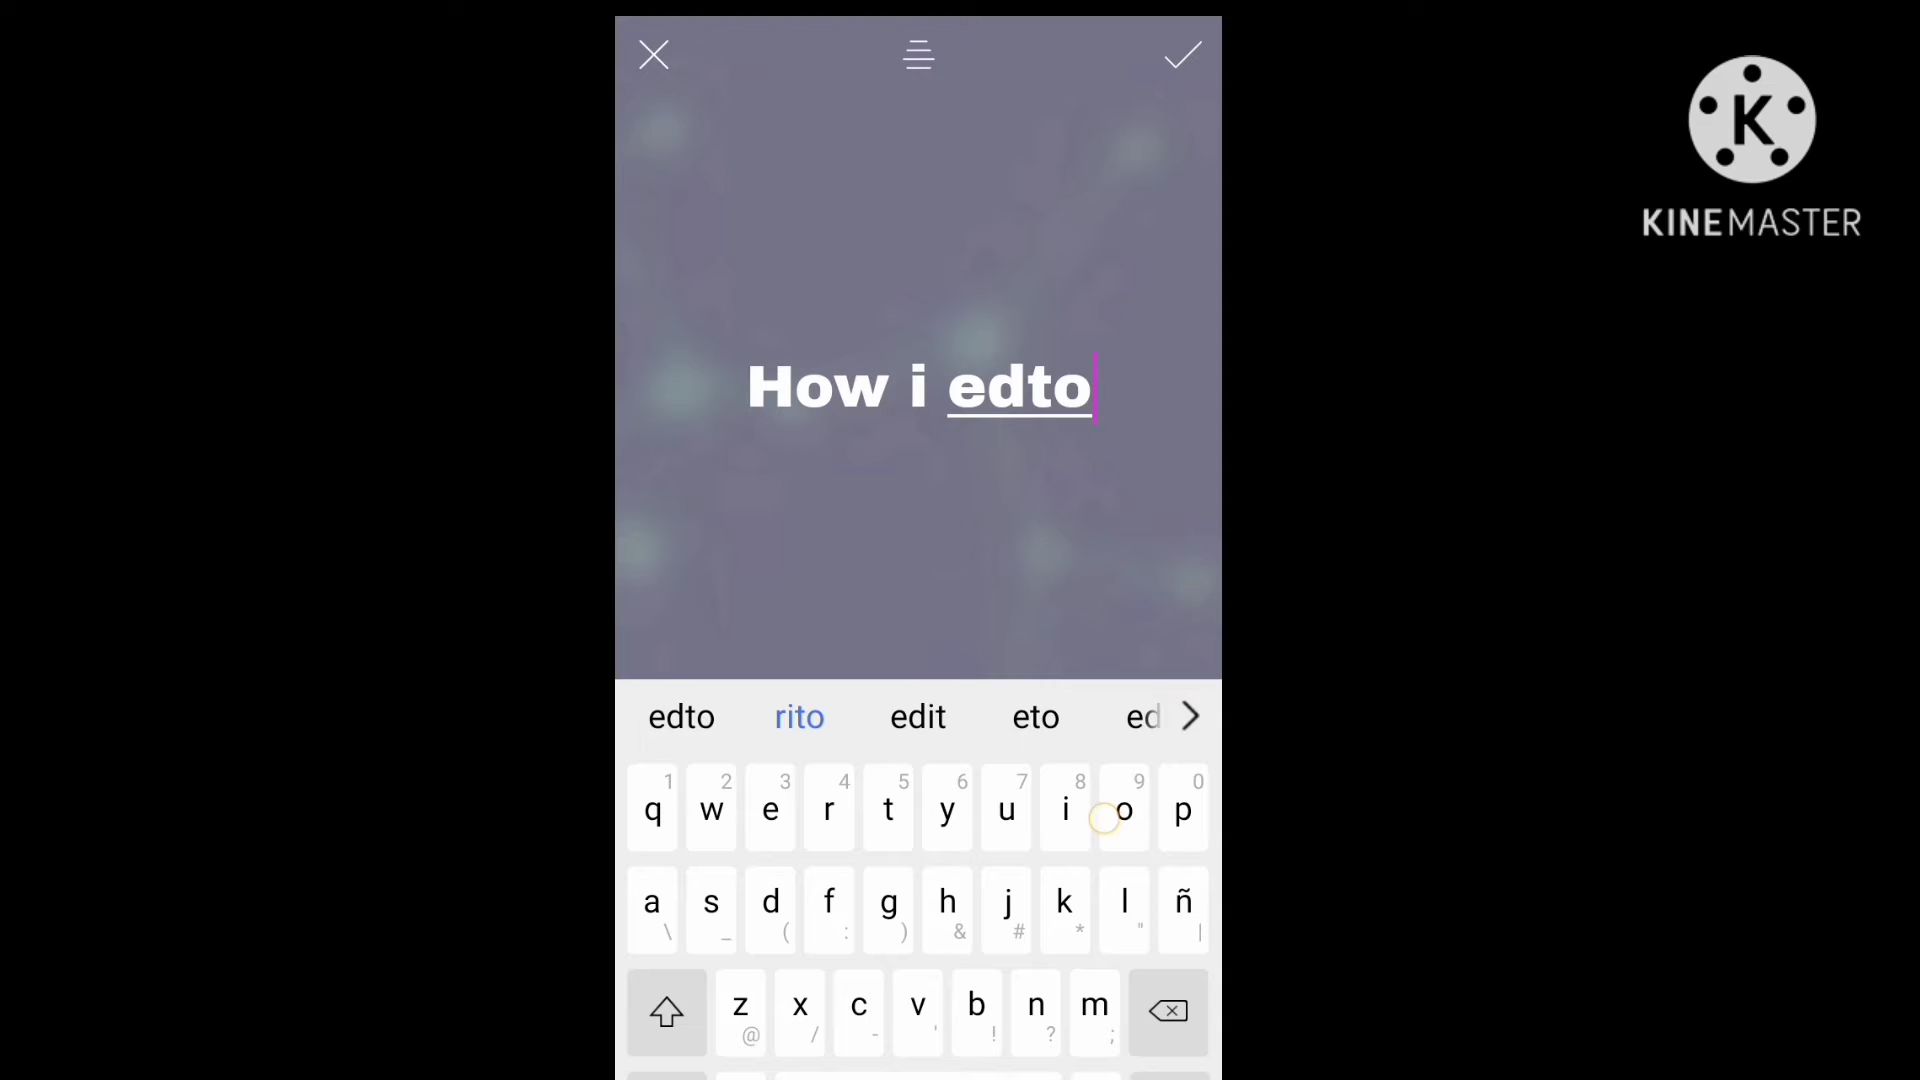 K
KINEMASTER
How i edto
edto rito edit eto ed
1 2 3 4 5 6 7 8 9 0
q w e r t y u i o p
a s d f g h j k l ñ
\ _ ( : ) & # * " |
z x c v b n m
@ / - ' ! ? ;